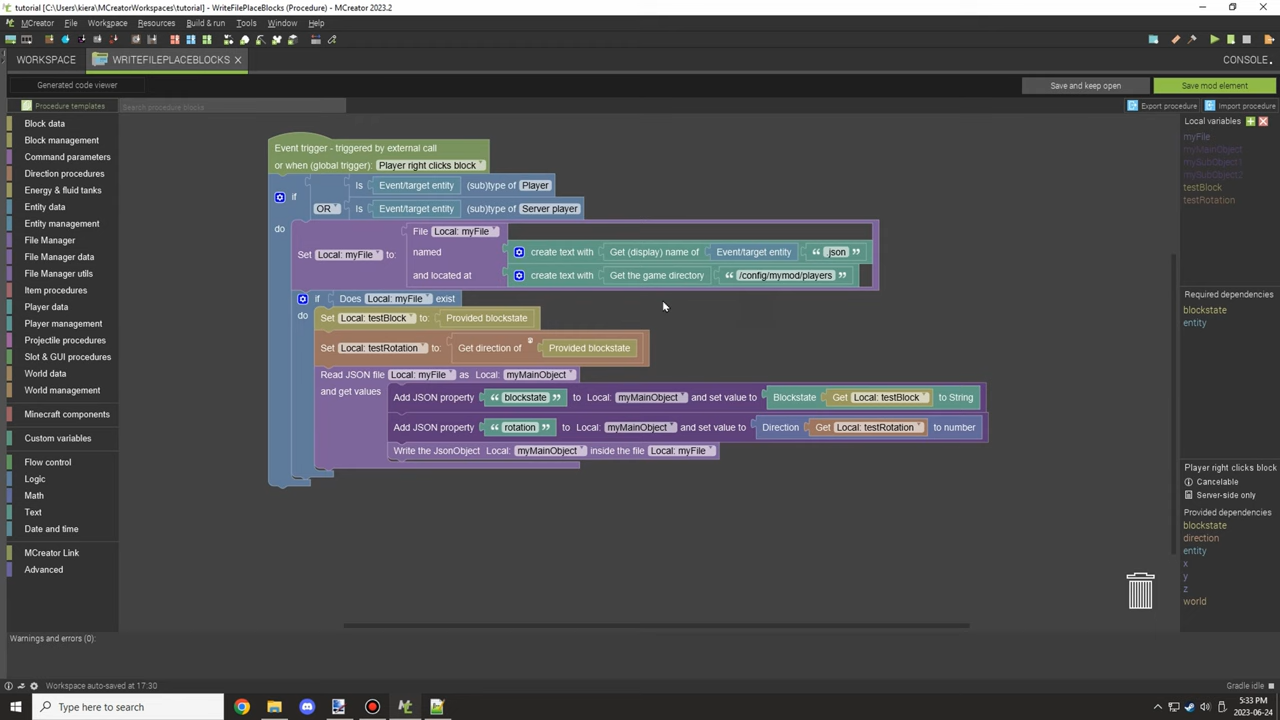 tutorial [C:\Users\kiera\MCreatorWorkspaces\tutorial] - WriteFilePlaceBlocks (Procedure) - MCreator 2023.2
MCreator File Workspace Resources Build & run Tools Window Help
WORKSPACE WRITEFILEPLACEBLOCKS × CONSOLE
Generated code viewer Save and keep open Save mod element
Procedure templates Search procedure blocks Export procedure Import procedure
Block data
Block management
Command parameters
Direction procedures
Energy & fluid tanks
Entity data
Entity management
File Manager
File Manager data
File Manager utils
Item procedures
Player data
Player management
Projectile procedures
Slot & GUI procedures
World data
World management
Minecraft components
Custom variables
Flow control
Logic
Math
Text
Date and time
MCreator Link
Advanced
Event trigger - triggered by external call
or when (global trigger): Player right clicks block
if Is Event/target entity (sub)type of Player
OR Is Event/target entity (sub)type of Server player
do
Set Local: myFile to: File Local: myFile
named create text with Get (display) name of Event/target entity “ .json ”
and located at create text with Get the game directory “ /config/mymod/players ”
if Does Local: myFile exist
do Set Local: testBlock to: Provided blockstate
Set Local: testRotation to: Get direction of Provided blockstate
Read JSON file Local: myFile as Local: myMainObject
and get values Add JSON property “ blockstate ” to Local: myMainObject and set value to Blockstate Get Local: testBlock to String
Add JSON property “ rotation ” to Local: myMainObject and set value to Direction Get Local: testRotation to number
Write the JsonObject Local: myMainObject inside the file Local: myFile
Local variables
myFile
myMainObject
mySubObject1
mySubObject2
testBlock
testRotation
Required dependencies
blockstate
entity
Player right clicks block
Cancelable
Server-side only
Provided dependencies:
blockstate
direction
entity
x
y
z
world
Warnings and errors (0):
Workspace auto-saved at 17:30 Gradle idle
Type here to search
5:33 PM
2023-06-24